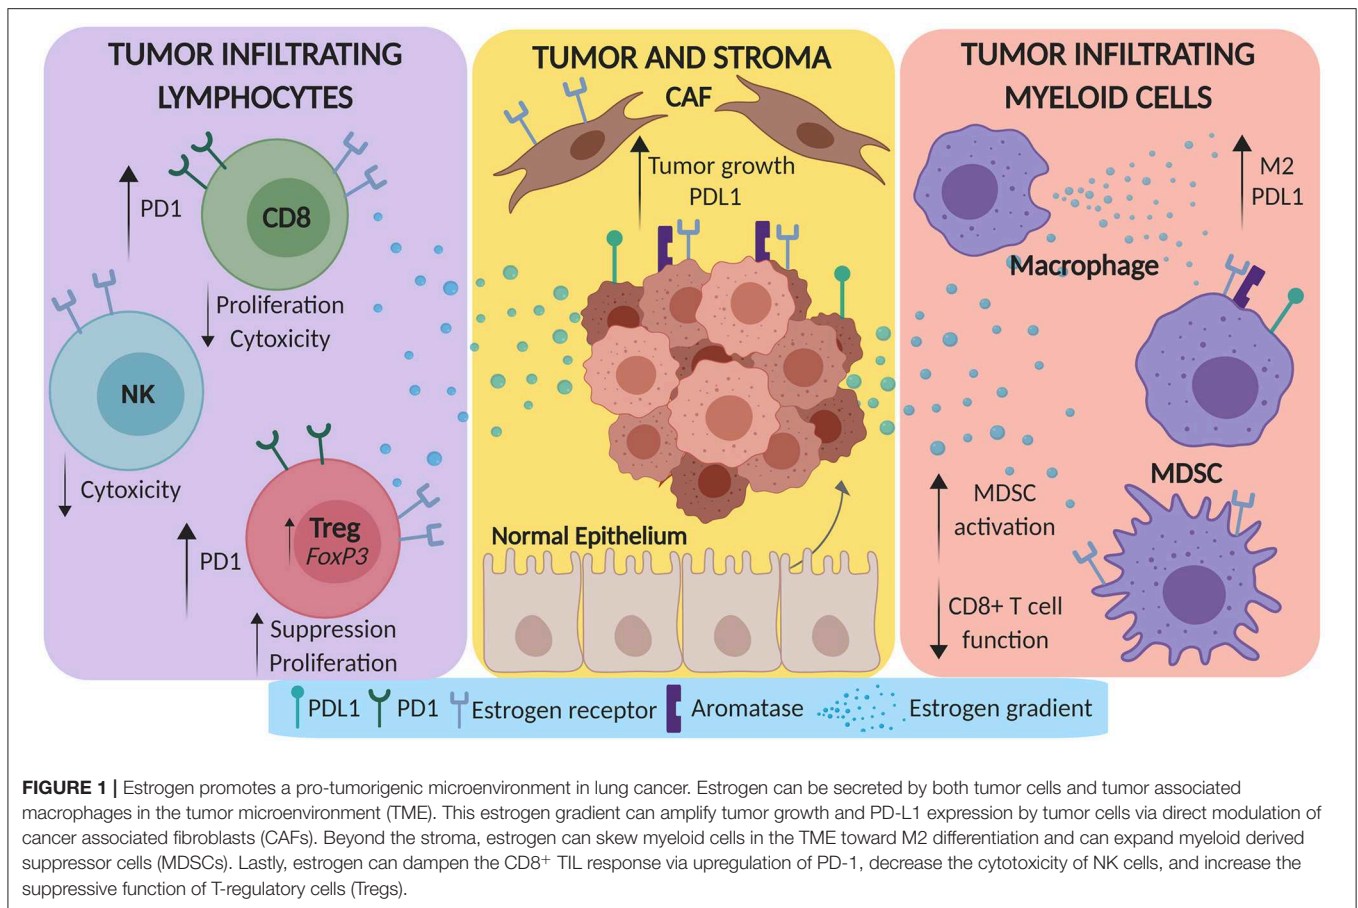 TUMOR INFILTRATING
LYMPHOCYTES
PD1
CD8
Proliferation
Cytoxicity
NK
Cytoxicity
PD1
Treg
FoxP3
Suppression
Proliferation
TUMOR AND STROMA
CAF
Tumor growth
PDL1
Normal Epithelium
TUMOR INFILTRATING
MYELOID CELLS
M2
PDL1
Macrophage
MDSC
MDSC
activation
CD8+ T cell
function
PDL1 PD1 Estrogen receptor Aromatase Estrogen gradient
FIGURE 1 | Estrogen promotes a pro-tumorigenic microenvironment in lung cancer. Estrogen can be secreted by both tumor cells and tumor associated
macrophages in the tumor microenvironment (TME). This estrogen gradient can amplify tumor growth and PD-L1 expression by tumor cells via direct modulation of
cancer associated fibroblasts (CAFs). Beyond the stroma, estrogen can skew myeloid cells in the TME toward M2 differentiation and can expand myeloid derived
suppressor cells (MDSCs). Lastly, estrogen can dampen the CD8⁺ TIL response via upregulation of PD-1, decrease the cytotoxicity of NK cells, and increase the
suppressive function of T-regulatory cells (Tregs).